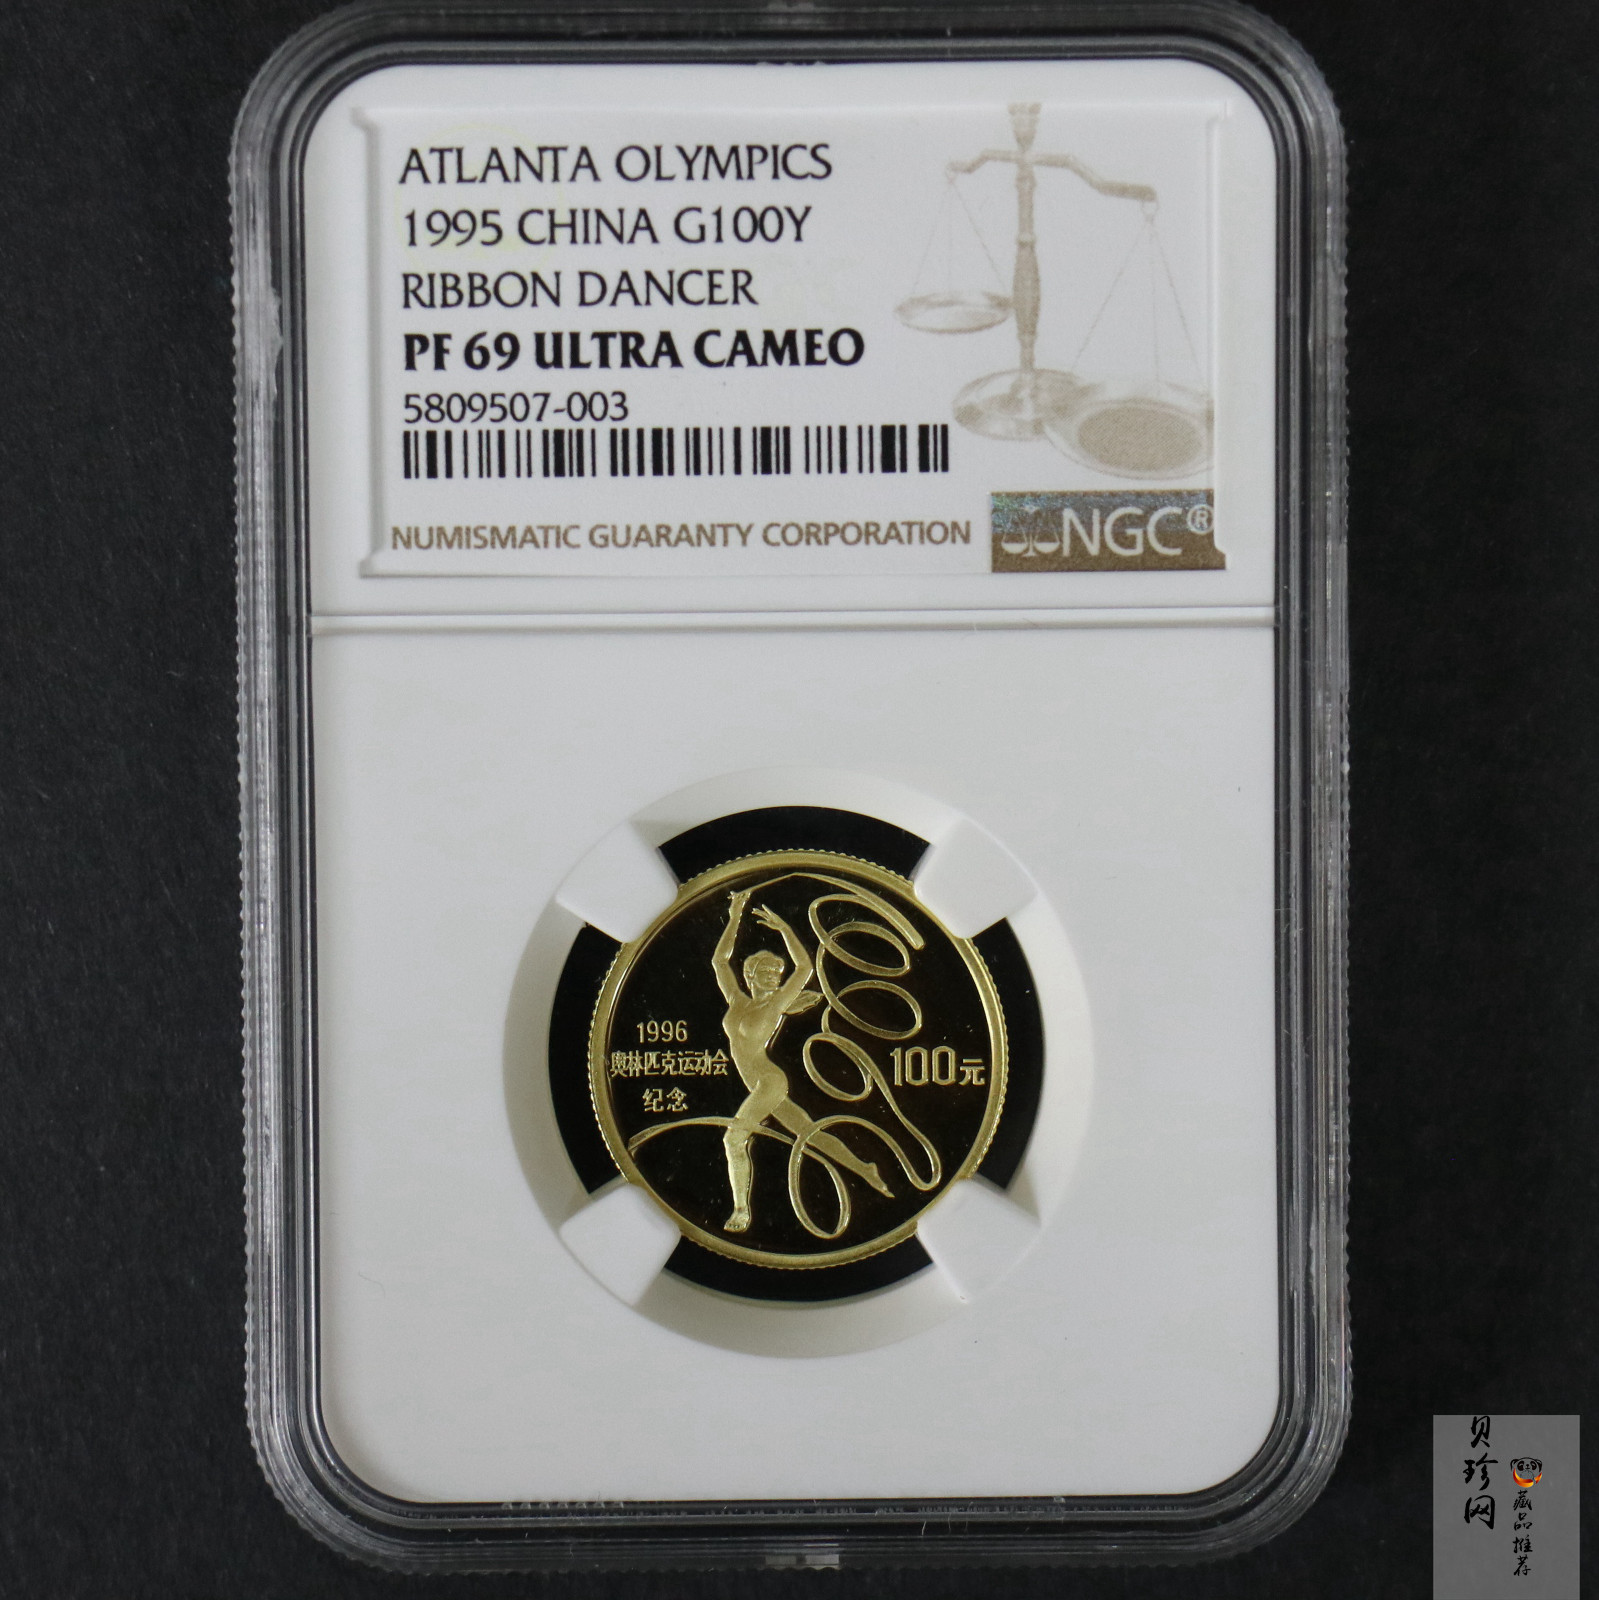 ATLANTA OLYMPICS
1995 CHINA G100Y
RIBBON DANCER
PF 69 ULTRA CAMEO
5809507-003
NUMISMATIC GUARANTY CORPORATION
NGC®
1996
奥林匹克运动会
纪念
100元
贝珍网
藏品推荐